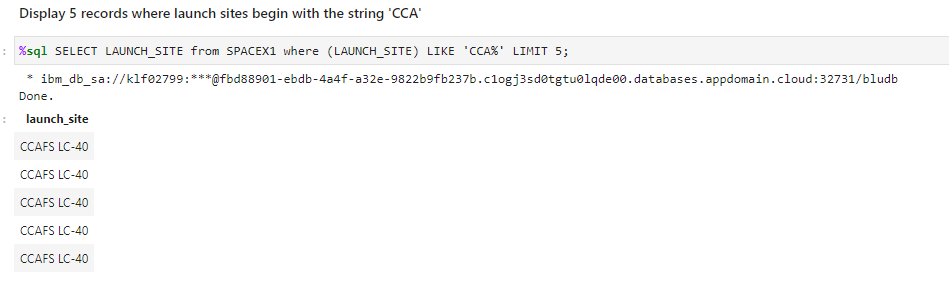 Display 5 records where launch sites begin with the string 'CCA'
: %sql SELECT LAUNCH_SITE from SPACEX1 where (LAUNCH_SITE) LIKE 'CCA%' LIMIT 5;
* ibm_db_sa://klf02799:***@fbd88901-ebdb-4a4f-a32e-9822b9fb237b.c1ogj3sd0tgtu0lqde00.databases.appdomain.cloud:32731/bludb
Done.
: launch_site
CCAFS LC-40
CCAFS LC-40
CCAFS LC-40
CCAFS LC-40
CCAFS LC-40